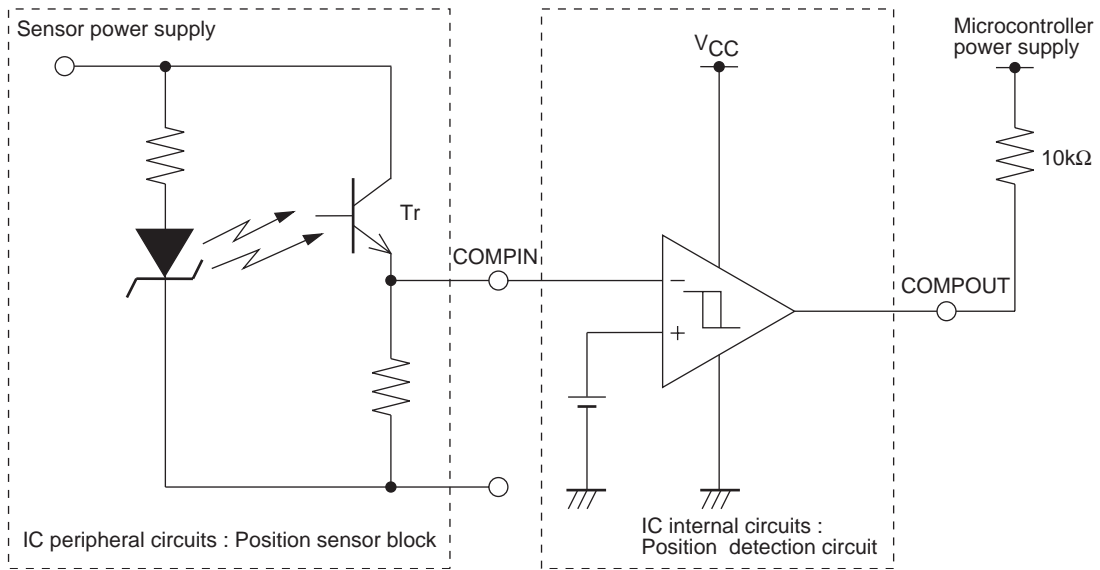 Sensor power supply
Tr
COMPIN
VCC
−
+
COMPOUT
Microcontroller
power supply
10kΩ
IC peripheral circuits : Position sensor block
IC internal circuits :
Position detection circuit